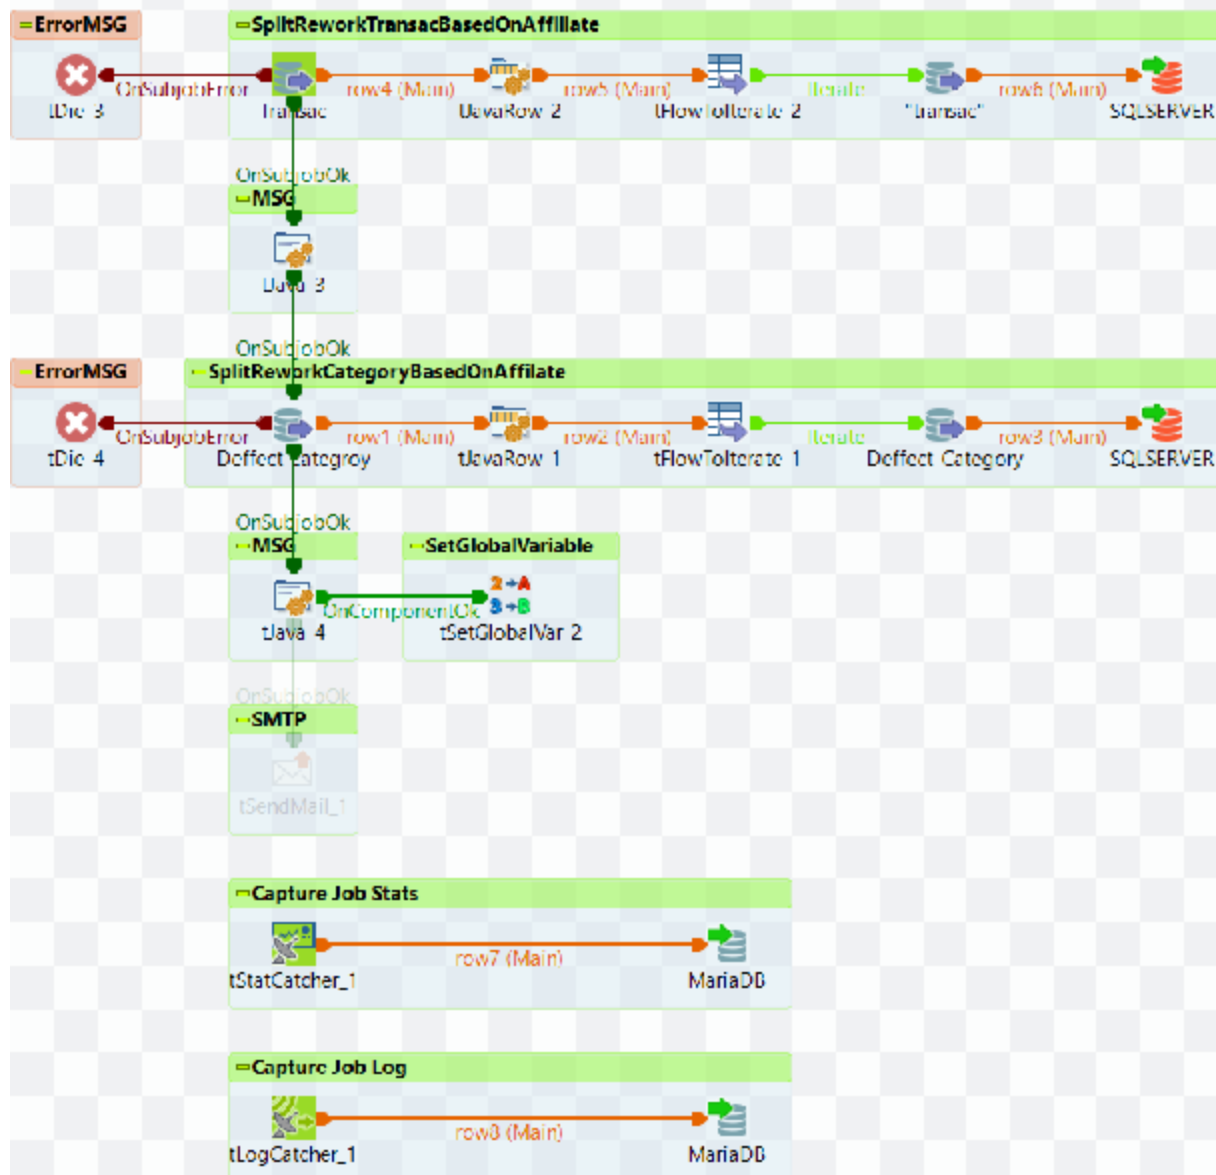 ErrorMSG
SplitReworkTransacBasedOnAffiliate
OnSubjobError
row4 (Main)
row5 (Main)
Iterate
row6 (Main)
tDie 3
Transac
tJavaRow 2
tFlowToIterate 2
"transac"
SQLSERVER
OnSubjobOk
MSG
tJava 3
OnSubjobOk
ErrorMSG
SplitReworkCategoryBasedOnAffilate
OnSubjobError
row1 (Main)
row2 (Main)
Iterate
row3 (Main)
tDie 4
Deffect Categroy
tJavaRow 1
tFlowToIterate 1
Deffect Category
SQLSERVER
OnSubjobOk
MSG
SetGlobalVariable
OnComponentOk
tJava 4
tSetGlobalVar 2
OnSubjobOk
SMTP
tSendMail_1
Capture Job Stats
row7 (Main)
tStatCatcher_1
MariaDB
Capture Job Log
row8 (Main)
tLogCatcher_1
MariaDB